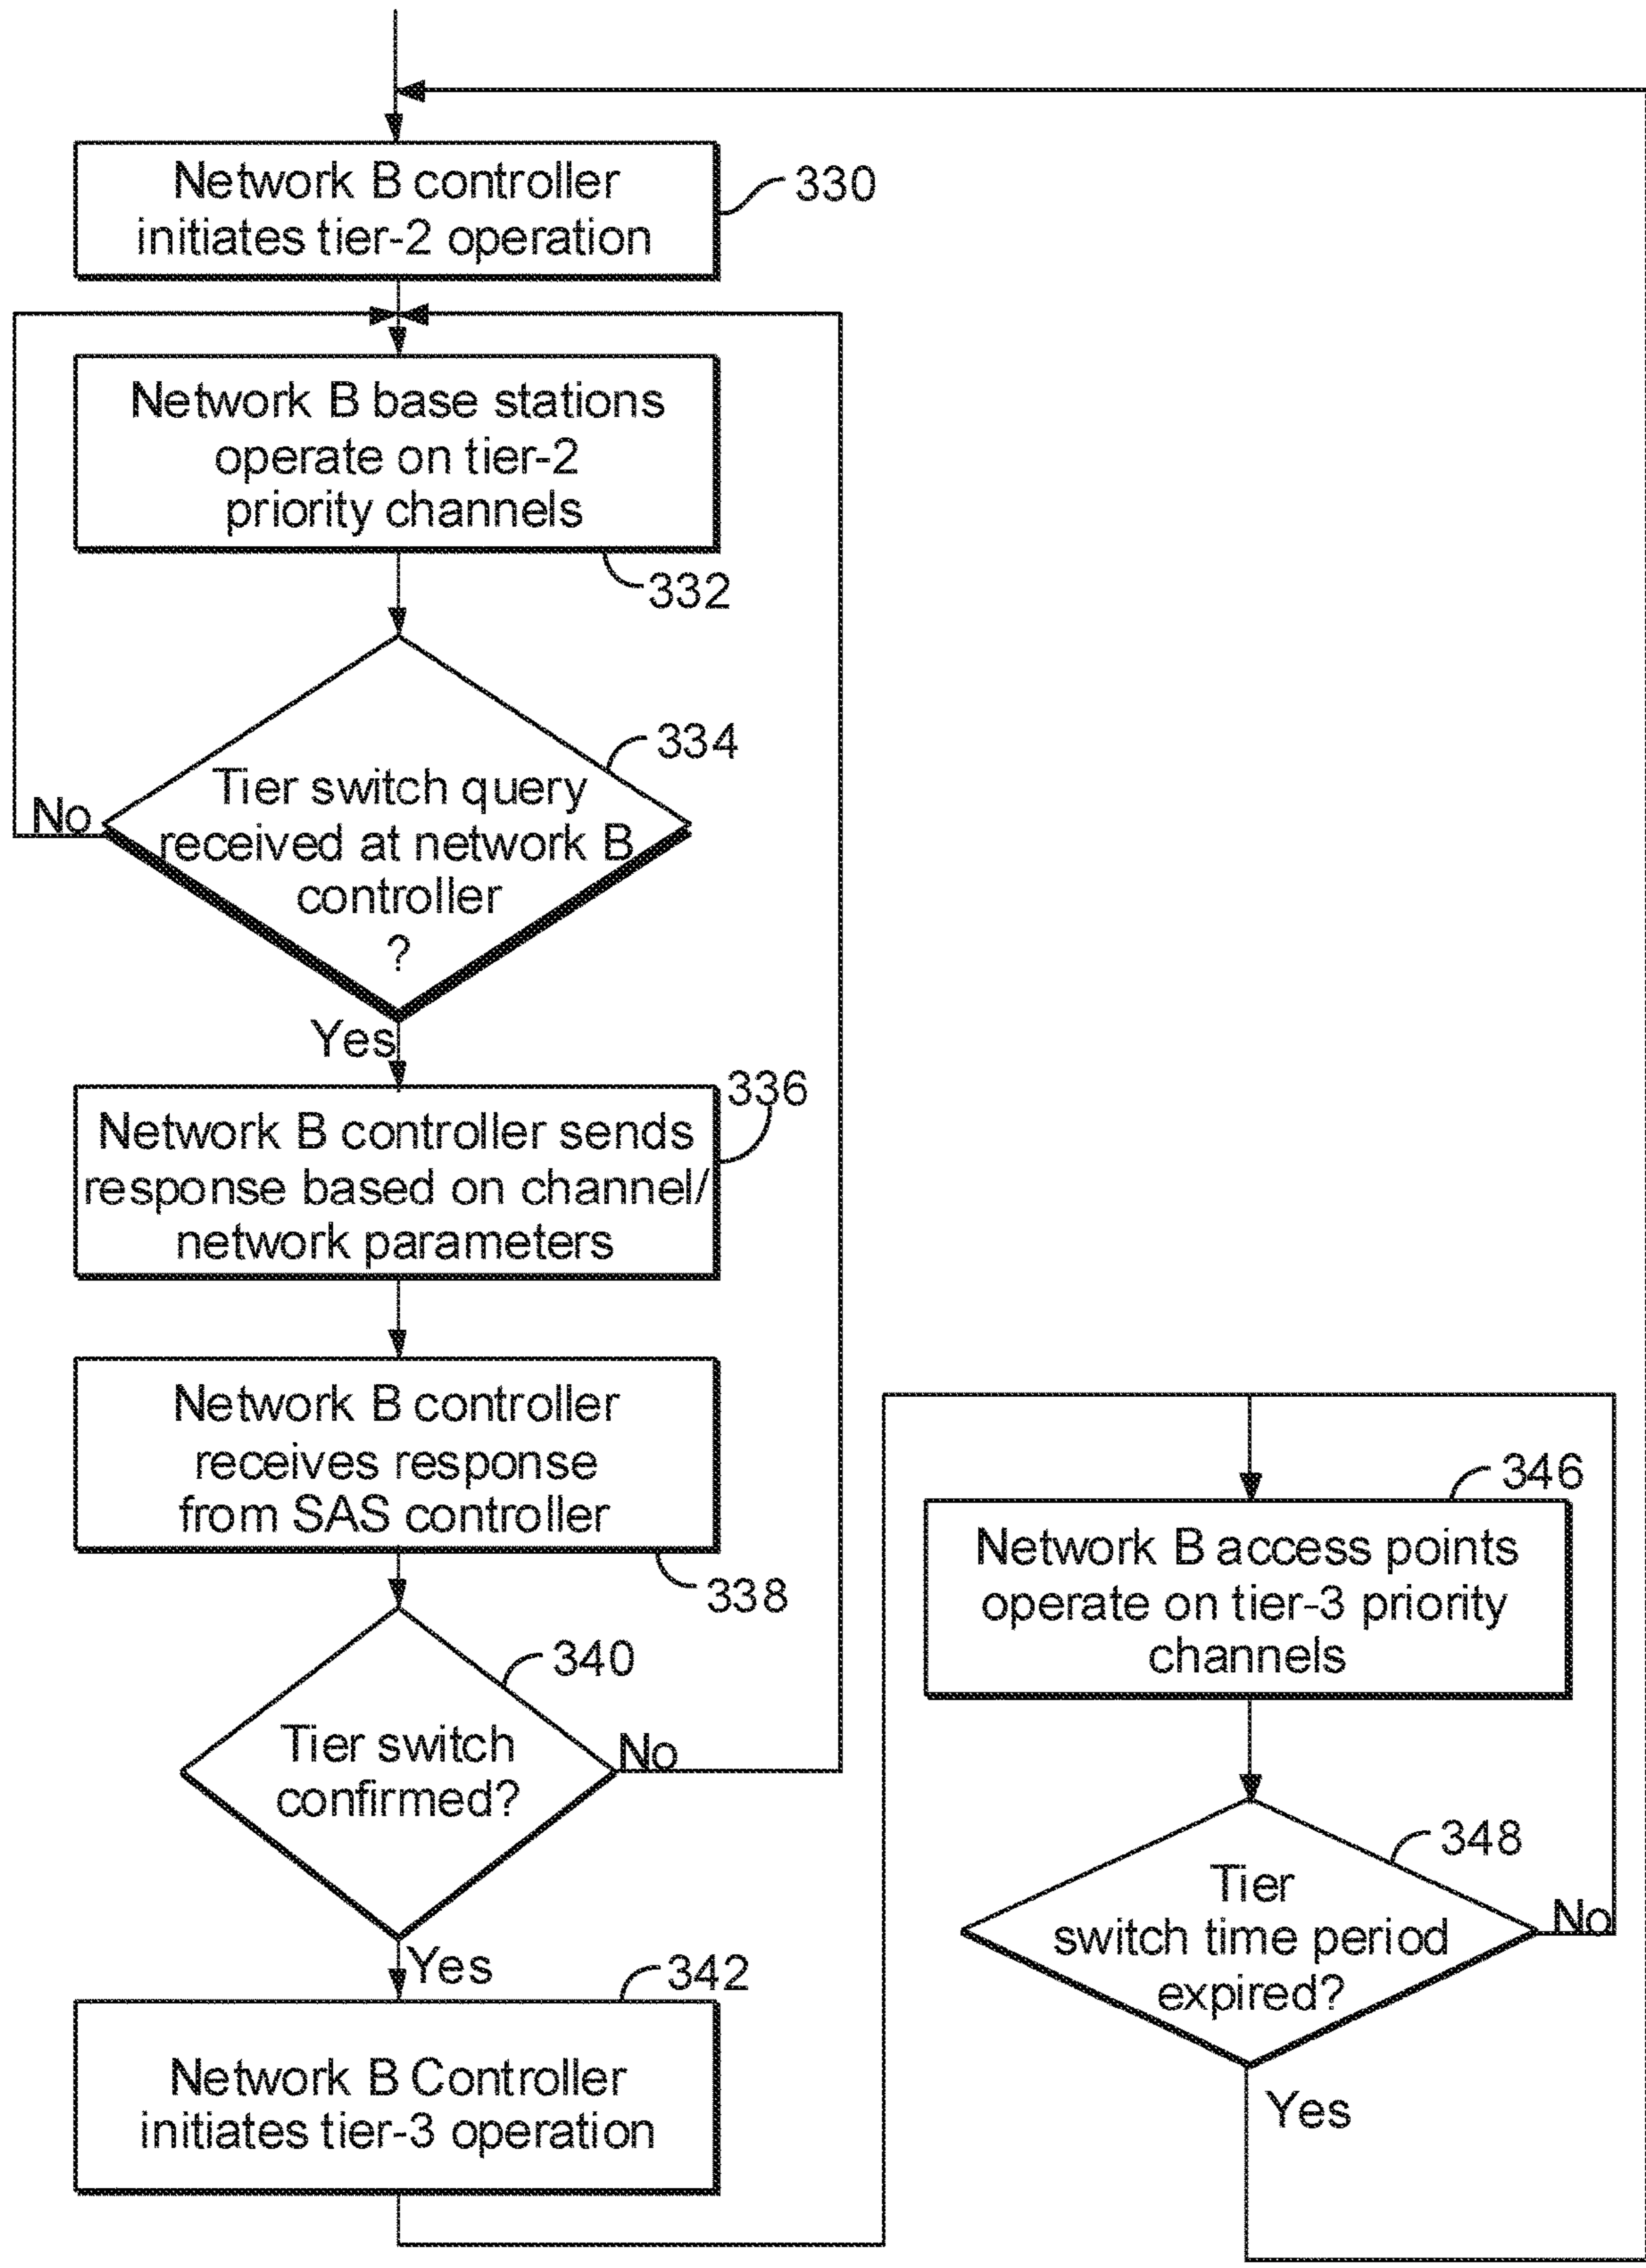 Network B controller
initiates tier-2 operation
330
Network B base stations
operate on tier-2
priority channels
332
334
Tier switch query
received at network B
controller
?
No
Yes
336
Network B controller sends
response based on channel/
network parameters
Network B controller
receives response
from SAS controller
338
340
Tier switch
confirmed?
No
Yes
342
Network B Controller
initiates tier-3 operation
346
Network B access points
operate on tier-3 priority
channels
348
Tier
switch time period
expired?
No
Yes